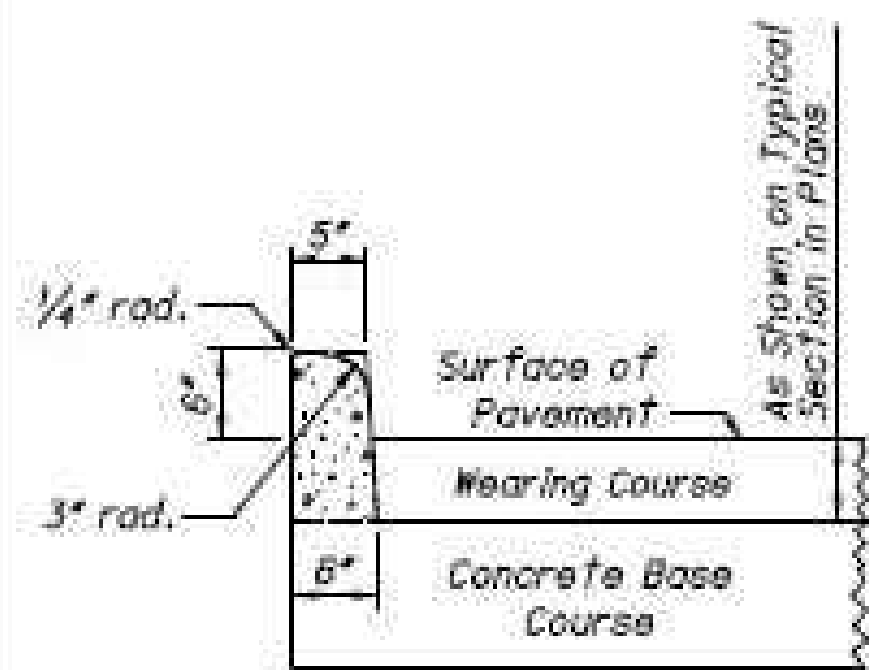 As Shown on Typical
Section in Plans
5"
1/4" rad.
6"
Surface of
Pavement
Wearing Course
3" rad.
6"
Concrete Base
Course